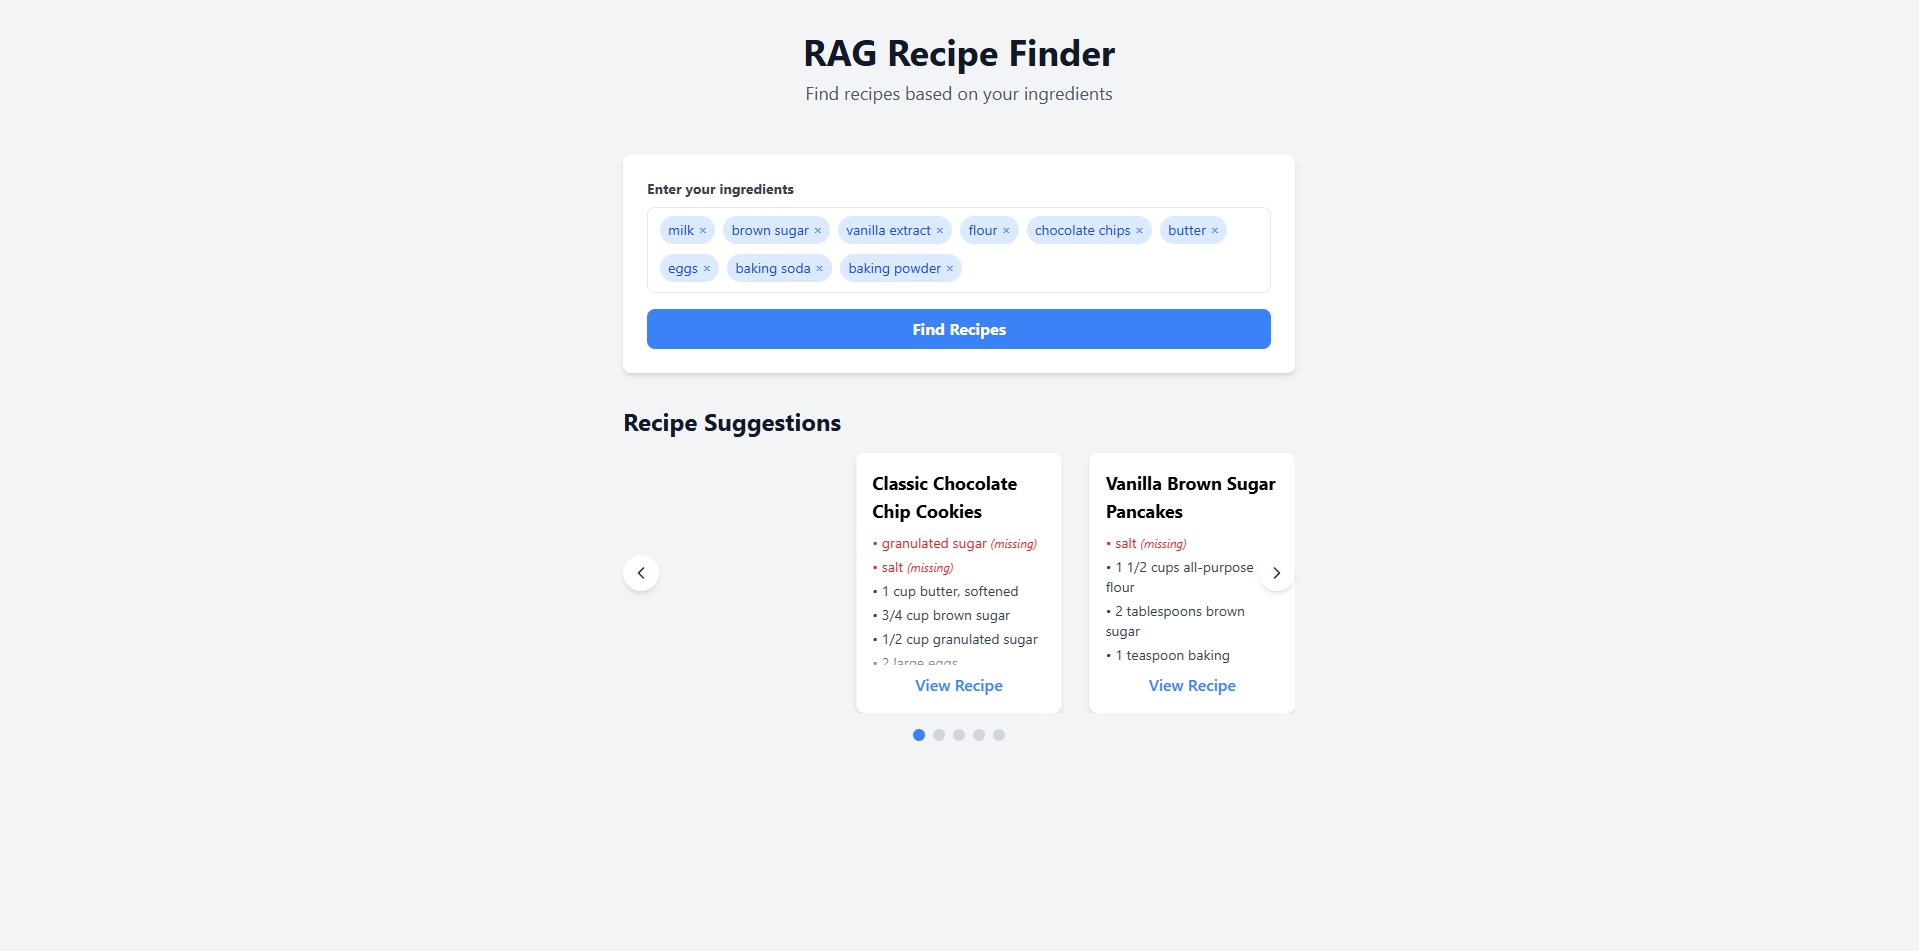 RAG Recipe Finder
Find recipes based on your ingredients
Enter your ingredients
milk × brown sugar × vanilla extract × flour × chocolate chips × butter ×
eggs × baking soda × baking powder ×
Find Recipes
Recipe Suggestions
Classic Chocolate
Chip Cookies
• granulated sugar (missing)
• salt (missing)
• 1 cup butter, softened
• 3/4 cup brown sugar
• 1/2 cup granulated sugar
• 2 large eggs
View Recipe
Vanilla Brown Sugar
Pancakes
• salt (missing)
• 1 1/2 cups all-purpose
flour
• 2 tablespoons brown
sugar
• 1 teaspoon baking
View Recipe